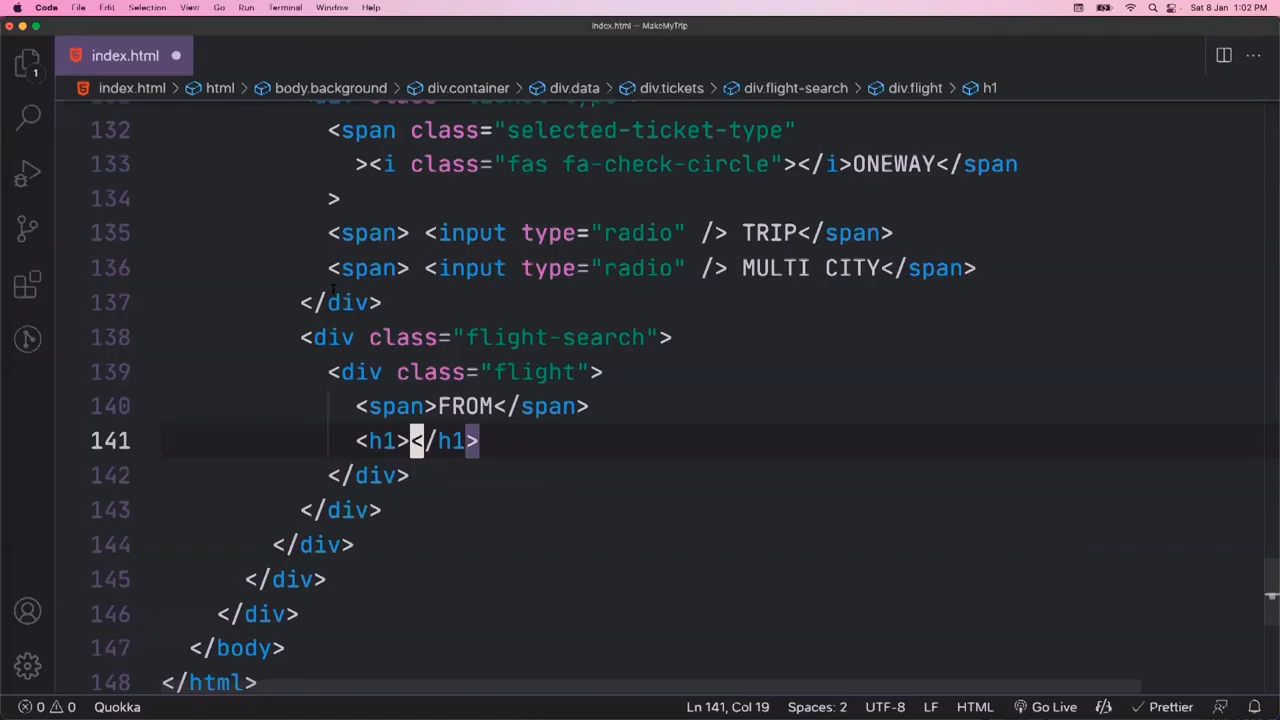 Code File Edit Selection View Go Run Terminal Window Help Sat 8 Jan 1:02 PM
index.html — MakeMyTrip
index.html
index.html > html > body.background > div.container > div.data > div.tickets > div.flight-search > div.flight > h1
132 <span class="selected-ticket-type"
133 ><i class="fas fa-check-circle"></i>ONEWAY</span
134 >
135 <span> <input type="radio" /> TRIP</span>
136 <span> <input type="radio" /> MULTI CITY</span>
137 </div>
138 <div class="flight-search">
139 <div class="flight">
140 <span>FROM</span>
141 <h1></h1>
142 </div>
143 </div>
144 </div>
145 </div>
146 </div>
147 </body>
148 </html>
1
0 0 Quokka Ln 141, Col 19 Spaces: 2 UTF-8 LF HTML Go Live Prettier